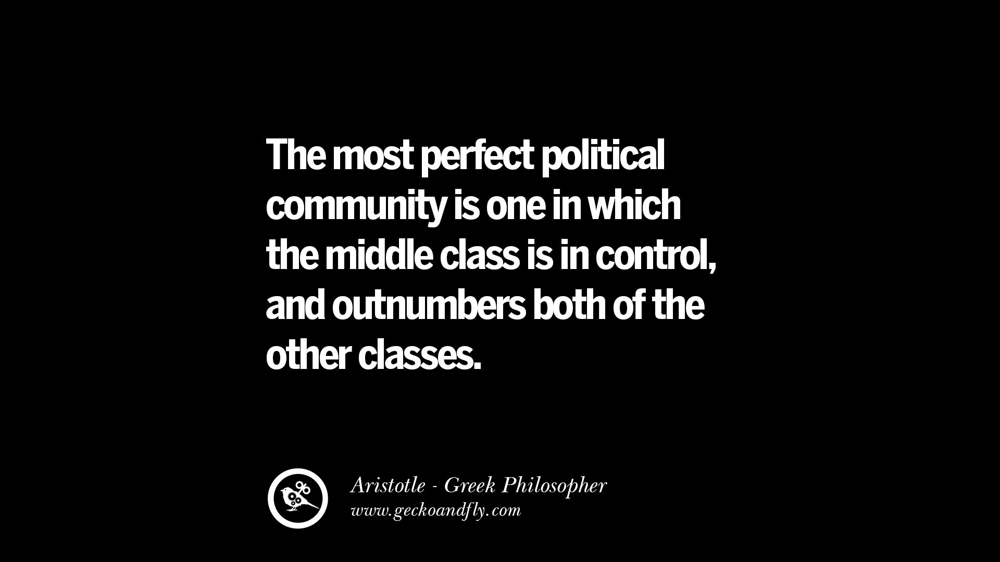 The most perfect political
community is one in which
the middle class is in control,
and outnumbers both of the
other classes.
Aristotle - Greek Philosopher
www.geckoandfly.com